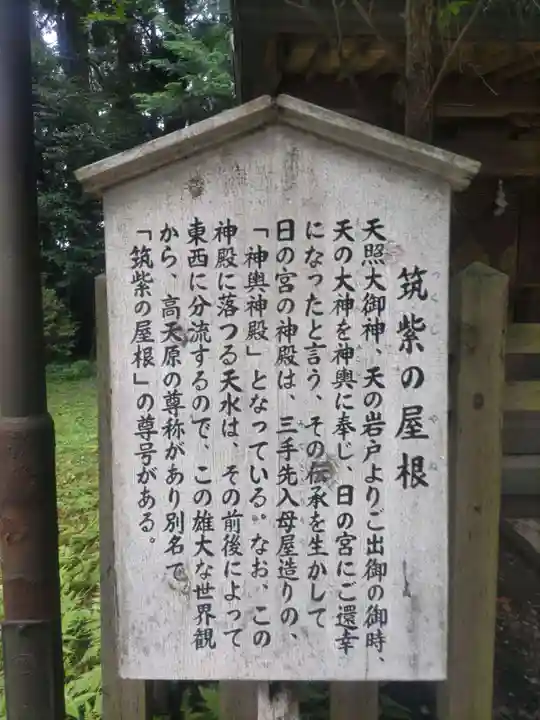 筑紫の屋根
天照大御神、天の岩戸よりご出御の御時、
天の大神を神輿に奉じ、日の宮にご還幸
になったと言う、その伝承を生かして
日の宮の神殿は、三手先入母屋造りの、
「神輿神殿」となっている。なお、この
神殿に落つる天水は、その前後によって
東西に分流するので、この雄大な世界観
から、高天原の尊称があり別名で
「筑紫の屋根」の尊号がある。